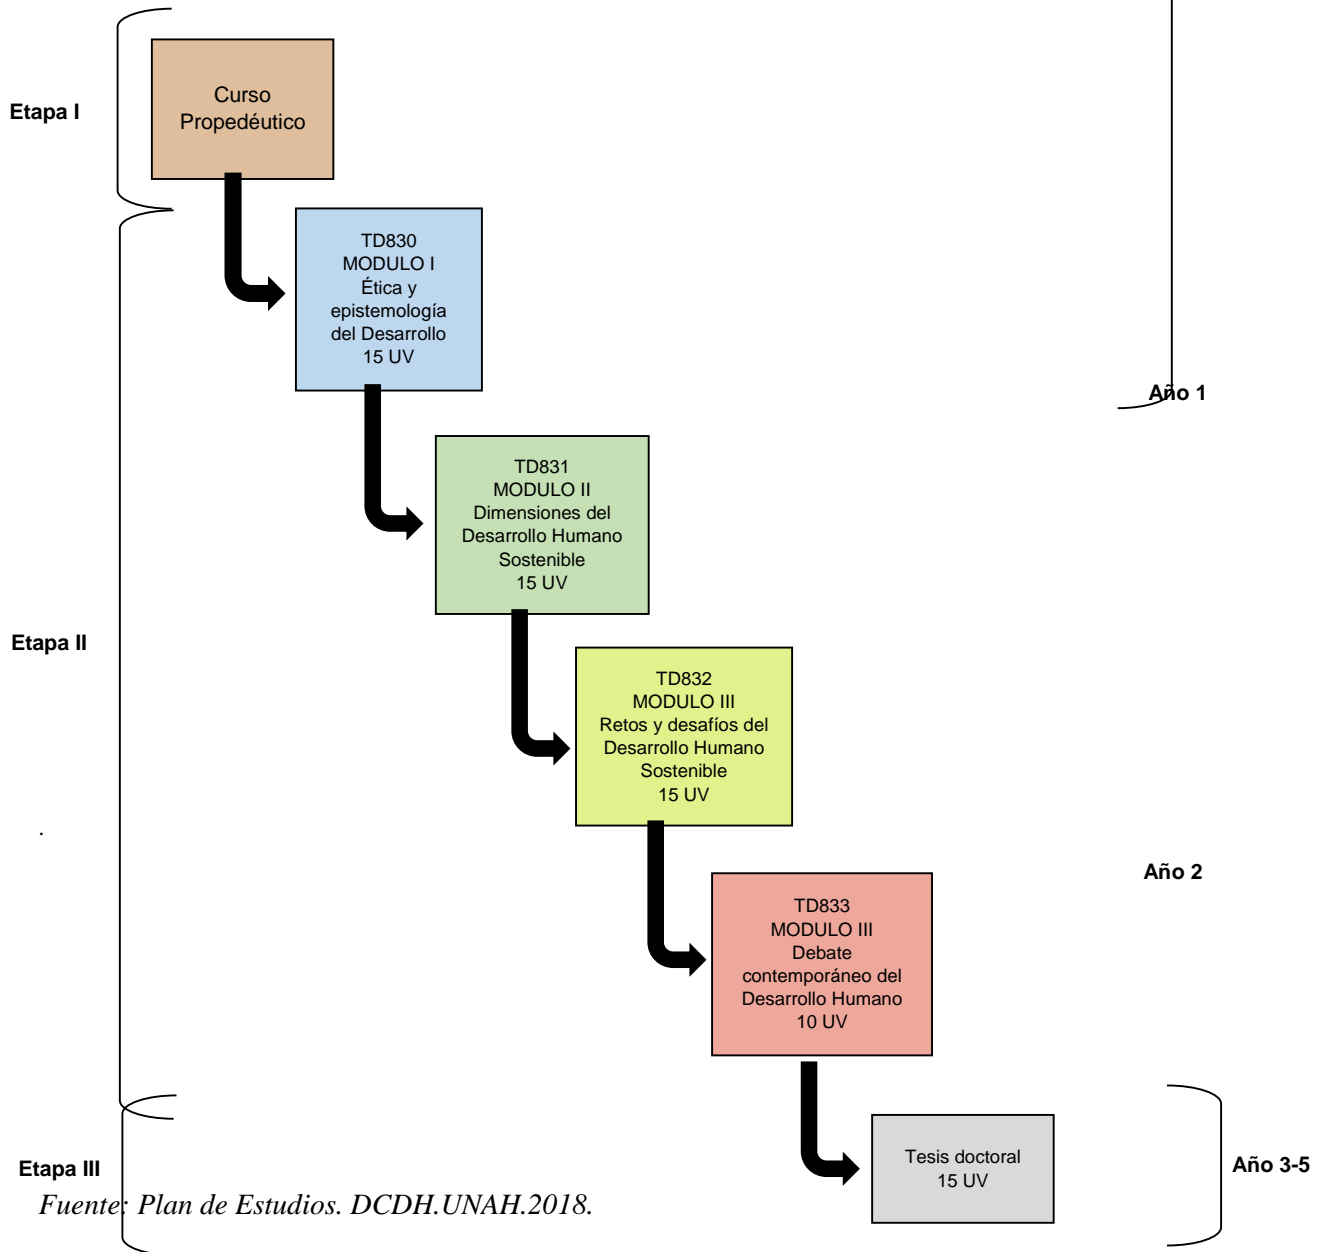 Etapa I
Curso
Propedéutico
TD830
MODULO I
Ética y
epistemología
del Desarrollo
15 UV
Año 1
TD831
MODULO II
Dimensiones del
Desarrollo Humano
Sostenible
15 UV
Etapa II
TD832
MODULO III
Retos y desafíos del
Desarrollo Humano
Sostenible
15 UV
.
Año 2
TD833
MODULO III
Debate
contemporáneo del
Desarrollo Humano
10 UV
Etapa III
Tesis doctoral
15 UV
Año 3-5
Fuente: Plan de Estudios. DCDH.UNAH.2018.